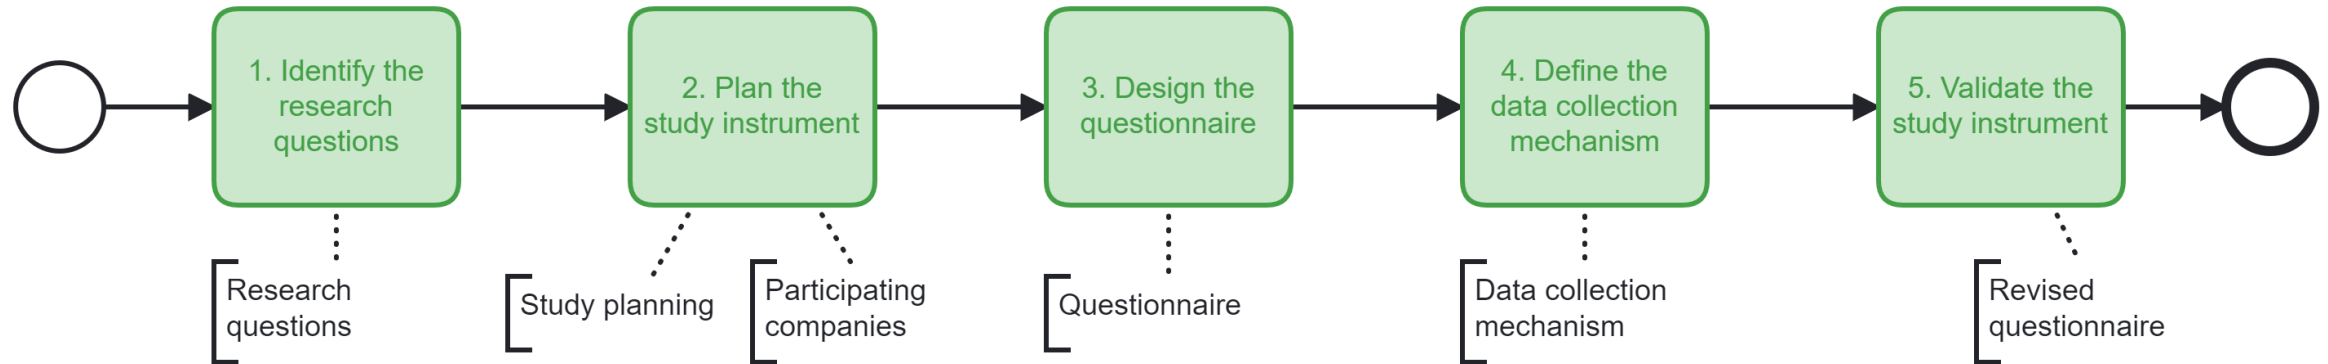 1. Identify the
research
questions
2. Plan the
study instrument
3. Design the
questionnaire
4. Define the
data collection
mechanism
5. Validate the
study instrument
Research
questions
Study planning
Participating
companies
Questionnaire
Data collection
mechanism
Revised
questionnaire